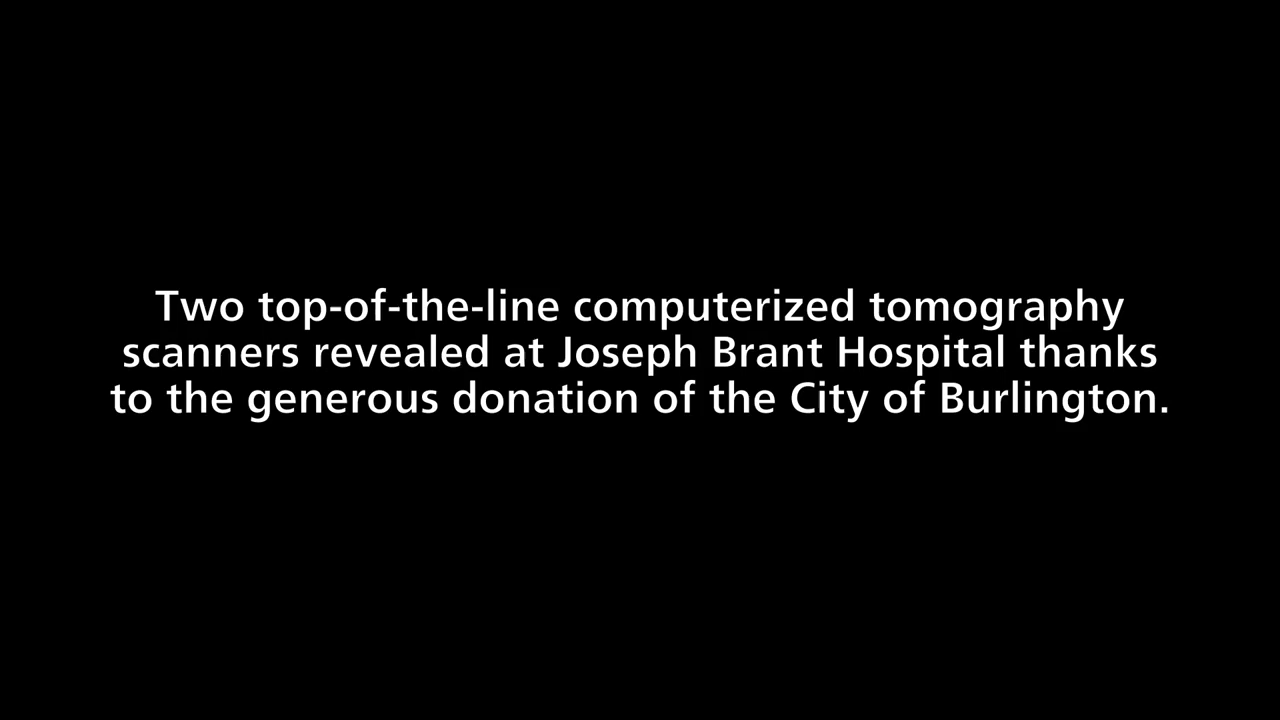 Two top-of-the-line computerized tomography
scanners revealed at Joseph Brant Hospital thanks
to the generous donation of the City of Burlington.